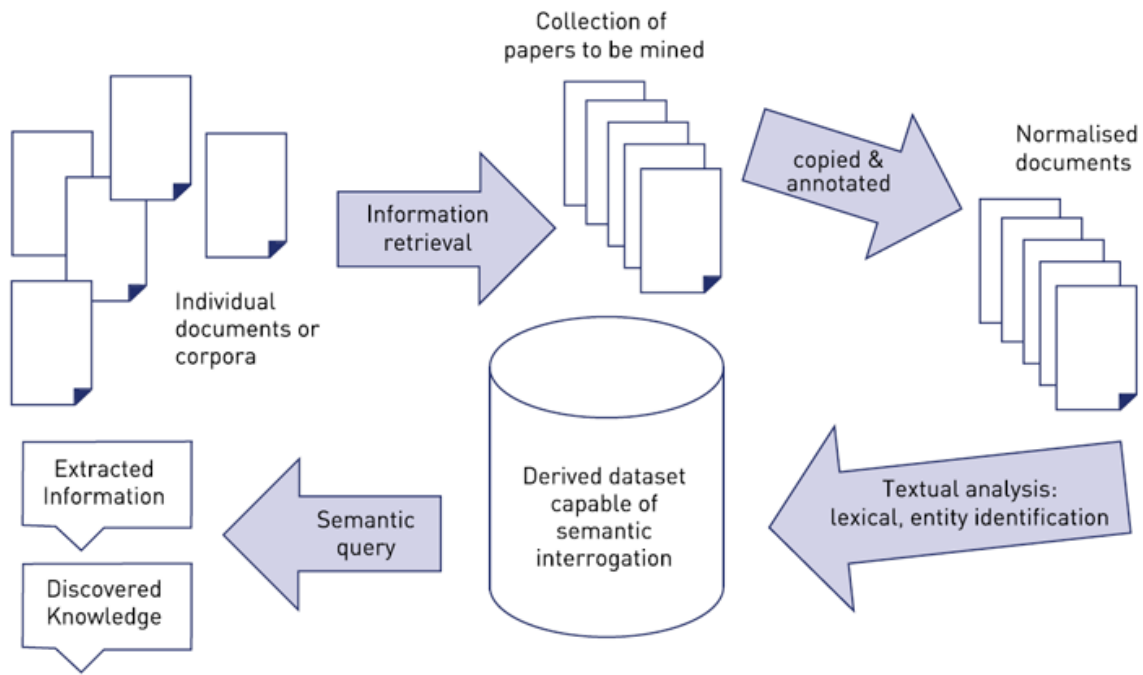 Collection of
papers to be mined
Individual
documents or
corpora
Information
retrieval
copied &
annotated
Normalised
documents
Textual analysis:
lexical, entity identification
Derived dataset
capable of
semantic
interrogation
Semantic
query
Extracted
Information
Discovered
Knowledge